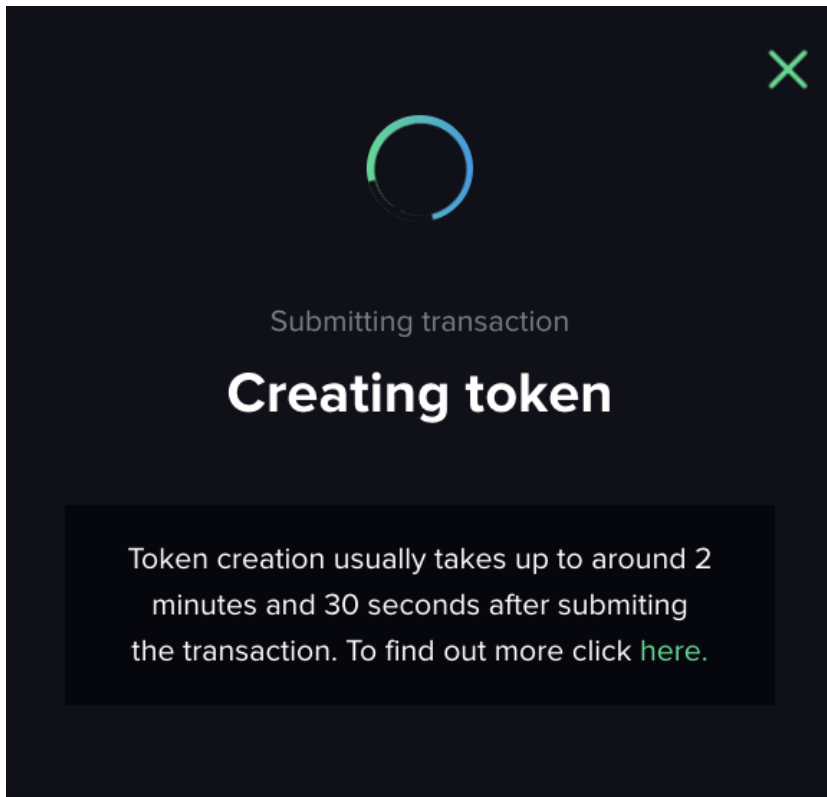 Submitting transaction
Creating token
Token creation usually takes up to around 2
minutes and 30 seconds after submiting
the transaction. To find out more click here.